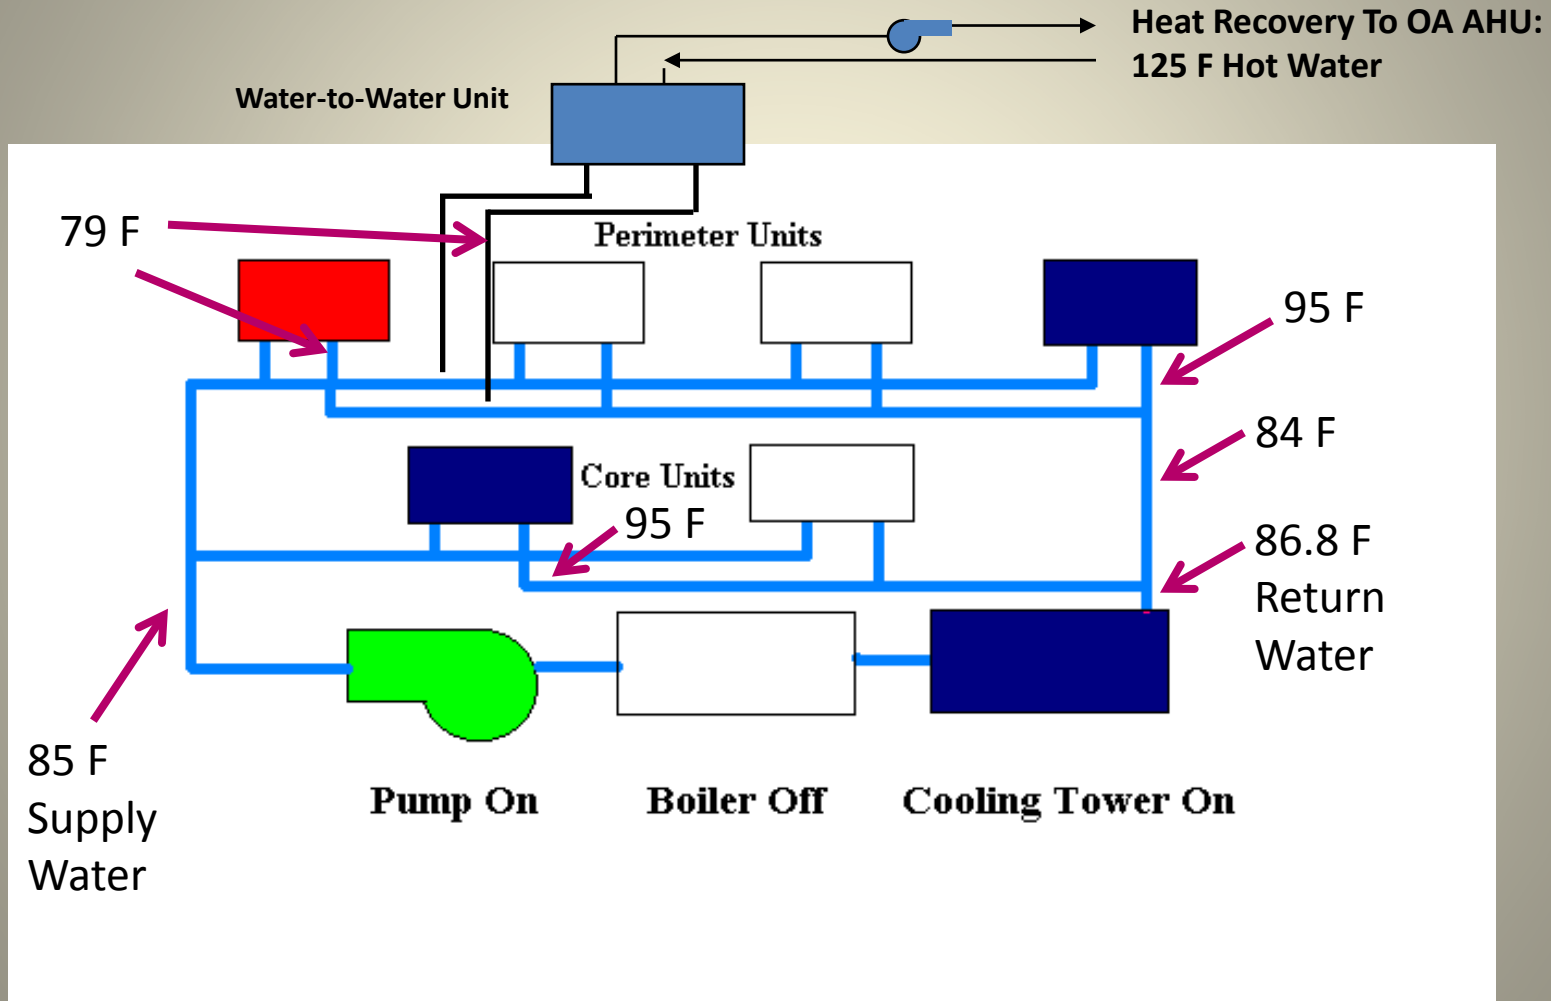 Heat Recovery To OA AHU:
125 F Hot Water
Water-to-Water Unit
79 F
Perimeter Units
95 F
84 F
Core Units
95 F
86.8 F
Return
Water
85 F
Supply
Water
Pump On
Boiler Off
Cooling Tower On